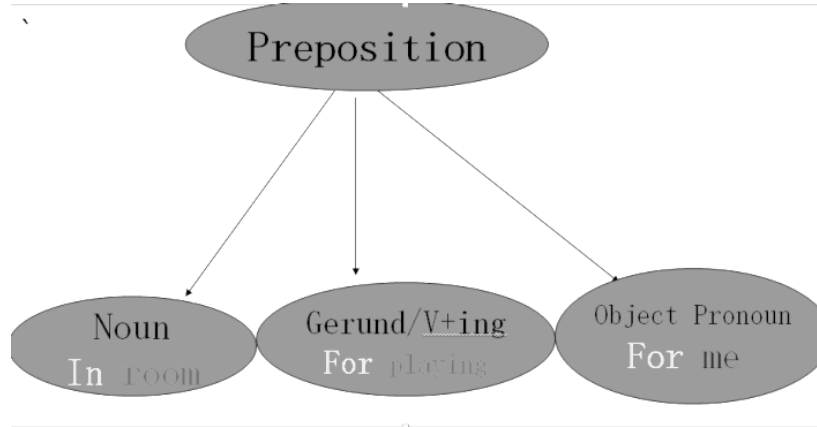 `
Preposition
Noun
In room
Gerund/V+ing
For playing
Object Pronoun
For me